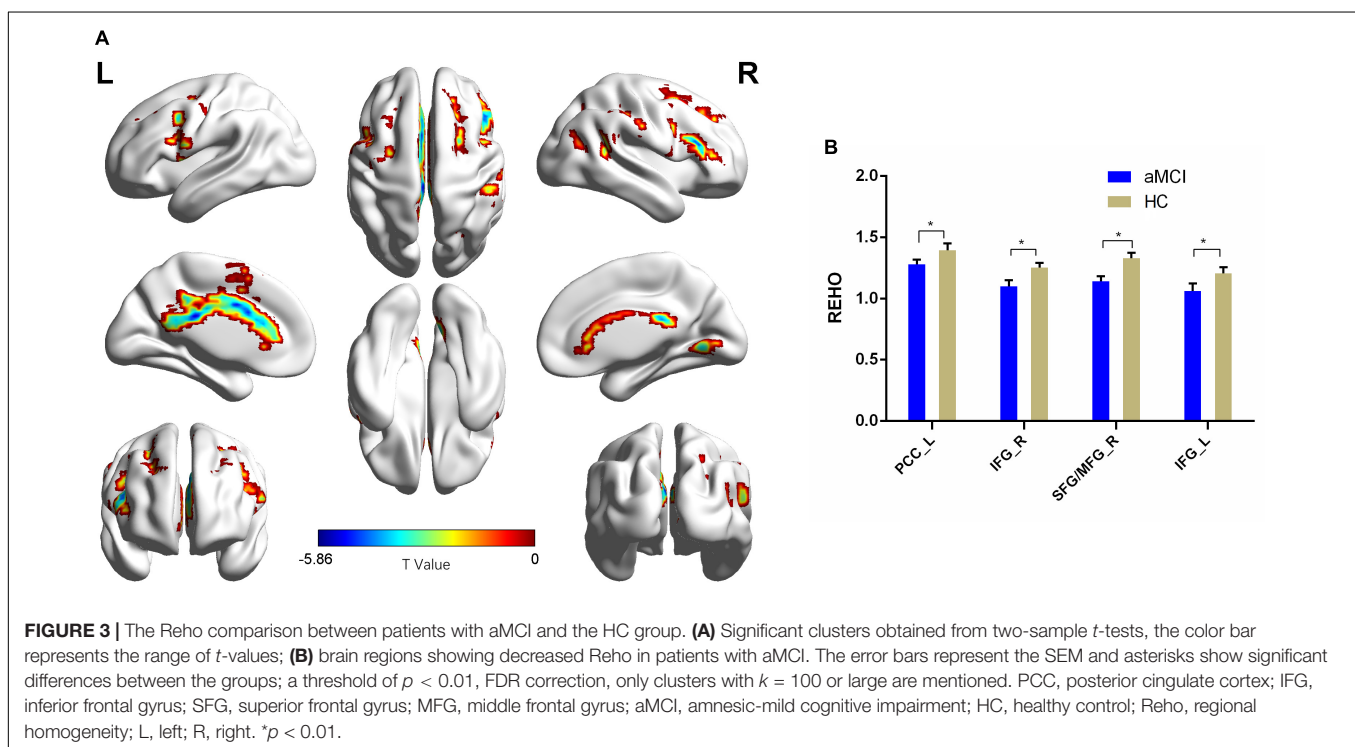 A
L
R
-5.86
0
T Value
B
2.0
1.5
1.0
0.5
0.0
REHO
aMCI
HC
*
*
*
*
PCC_L
IFG_R
SFG/MFG_R
IFG_L
FIGURE 3 | The Reho comparison between patients with aMCI and the HC group. (A) Significant clusters obtained from two-sample t-tests, the color bar
represents the range of t-values; (B) brain regions showing decreased Reho in patients with aMCI. The error bars represent the SEM and asterisks show significant
differences between the groups; a threshold of p < 0.01, FDR correction, only clusters with k = 100 or large are mentioned. PCC, posterior cingulate cortex; IFG,
inferior frontal gyrus; SFG, superior frontal gyrus; MFG, middle frontal gyrus; aMCI, amnesic-mild cognitive impairment; HC, healthy control; Reho, regional
homogeneity; L, left; R, right. *p < 0.01.